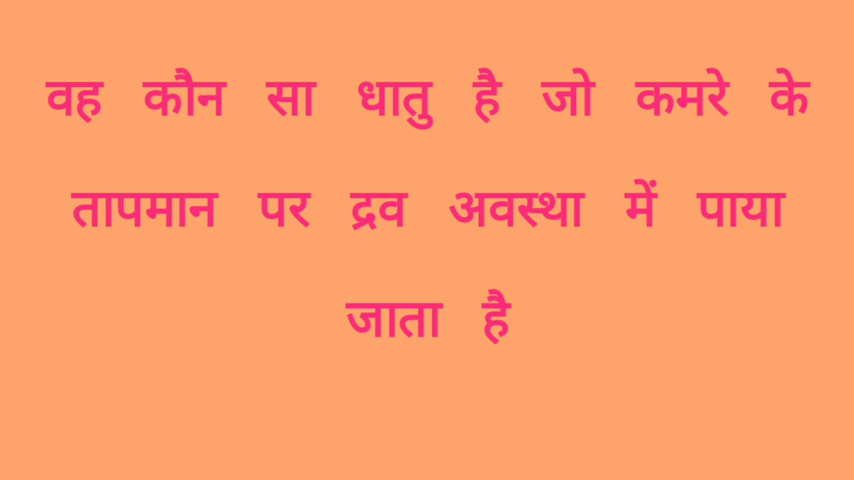 वह कौन सा धातु है जो कमरे के
तापमान पर द्रव अवस्था में पाया
जाता है